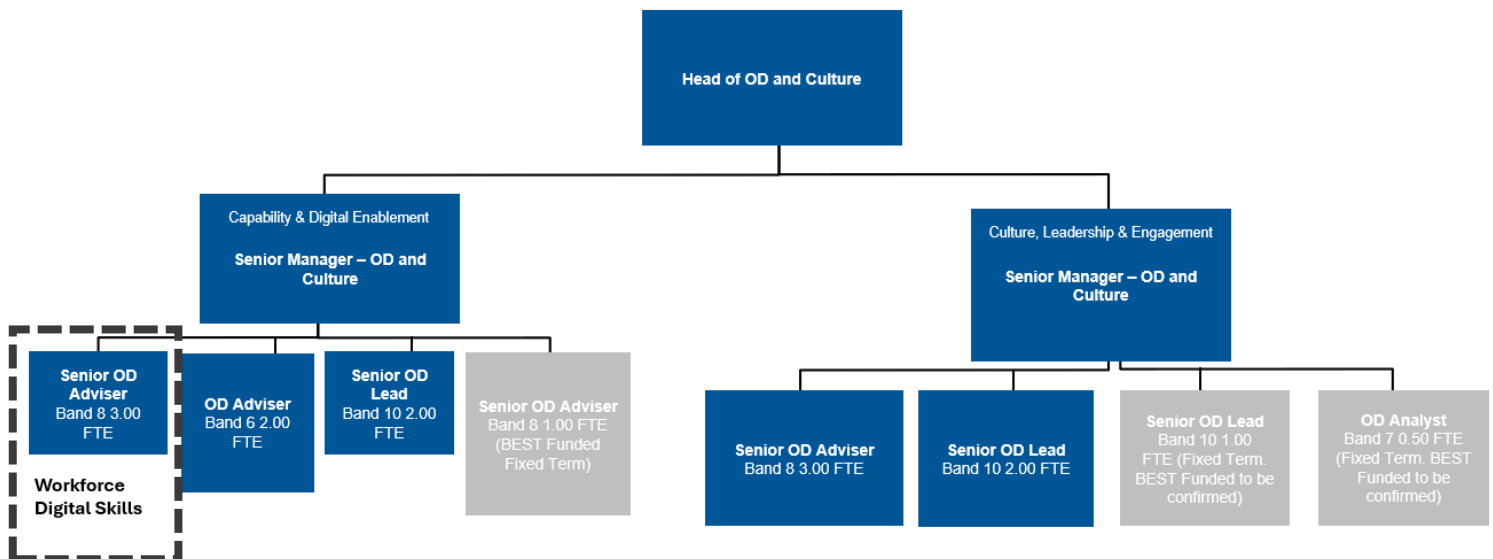 Head of OD and Culture
Capability & Digital Enablement
Senior Manager – OD and
Culture
Culture, Leadership & Engagement
Senior Manager – OD and
Culture
Senior OD
Adviser
Band 8 3.00
FTE
Workforce
Digital Skills
OD Adviser
Band 6 2.00
FTE
Senior OD
Lead
Band 10 2.00
FTE
Senior OD Adviser
Band 8 1.00 FTE
(BEST Funded
Fixed Term)
Senior OD Adviser
Band 8 3.00 FTE
Senior OD Lead
Band 10 2.00 FTE
Senior OD Lead
Band 10 1.00
FTE (Fixed Term.
BEST Funded to be
confirmed)
OD Analyst
Band 7 0.50 FTE
(Fixed Term. BEST
Funded to be
confirmed)